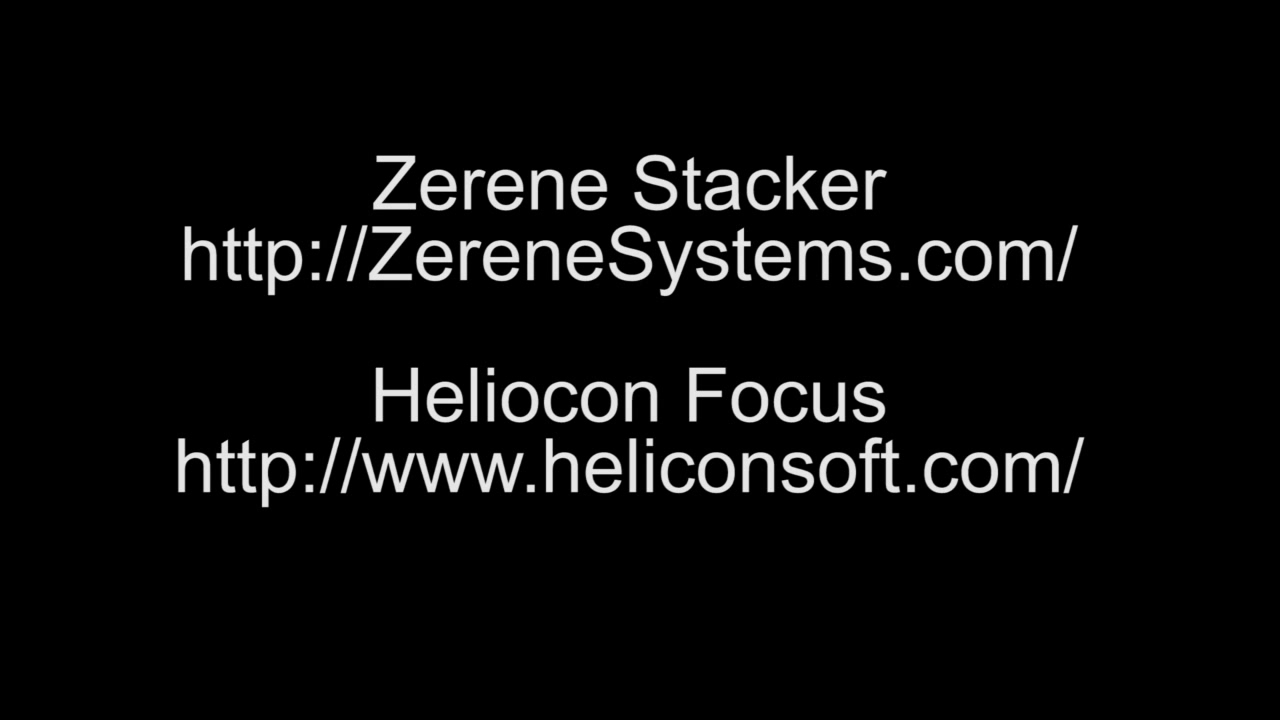 Zerene Stacker
http://ZereneSystems.com/
Heliocon Focus
http://www.heliconsoft.com/